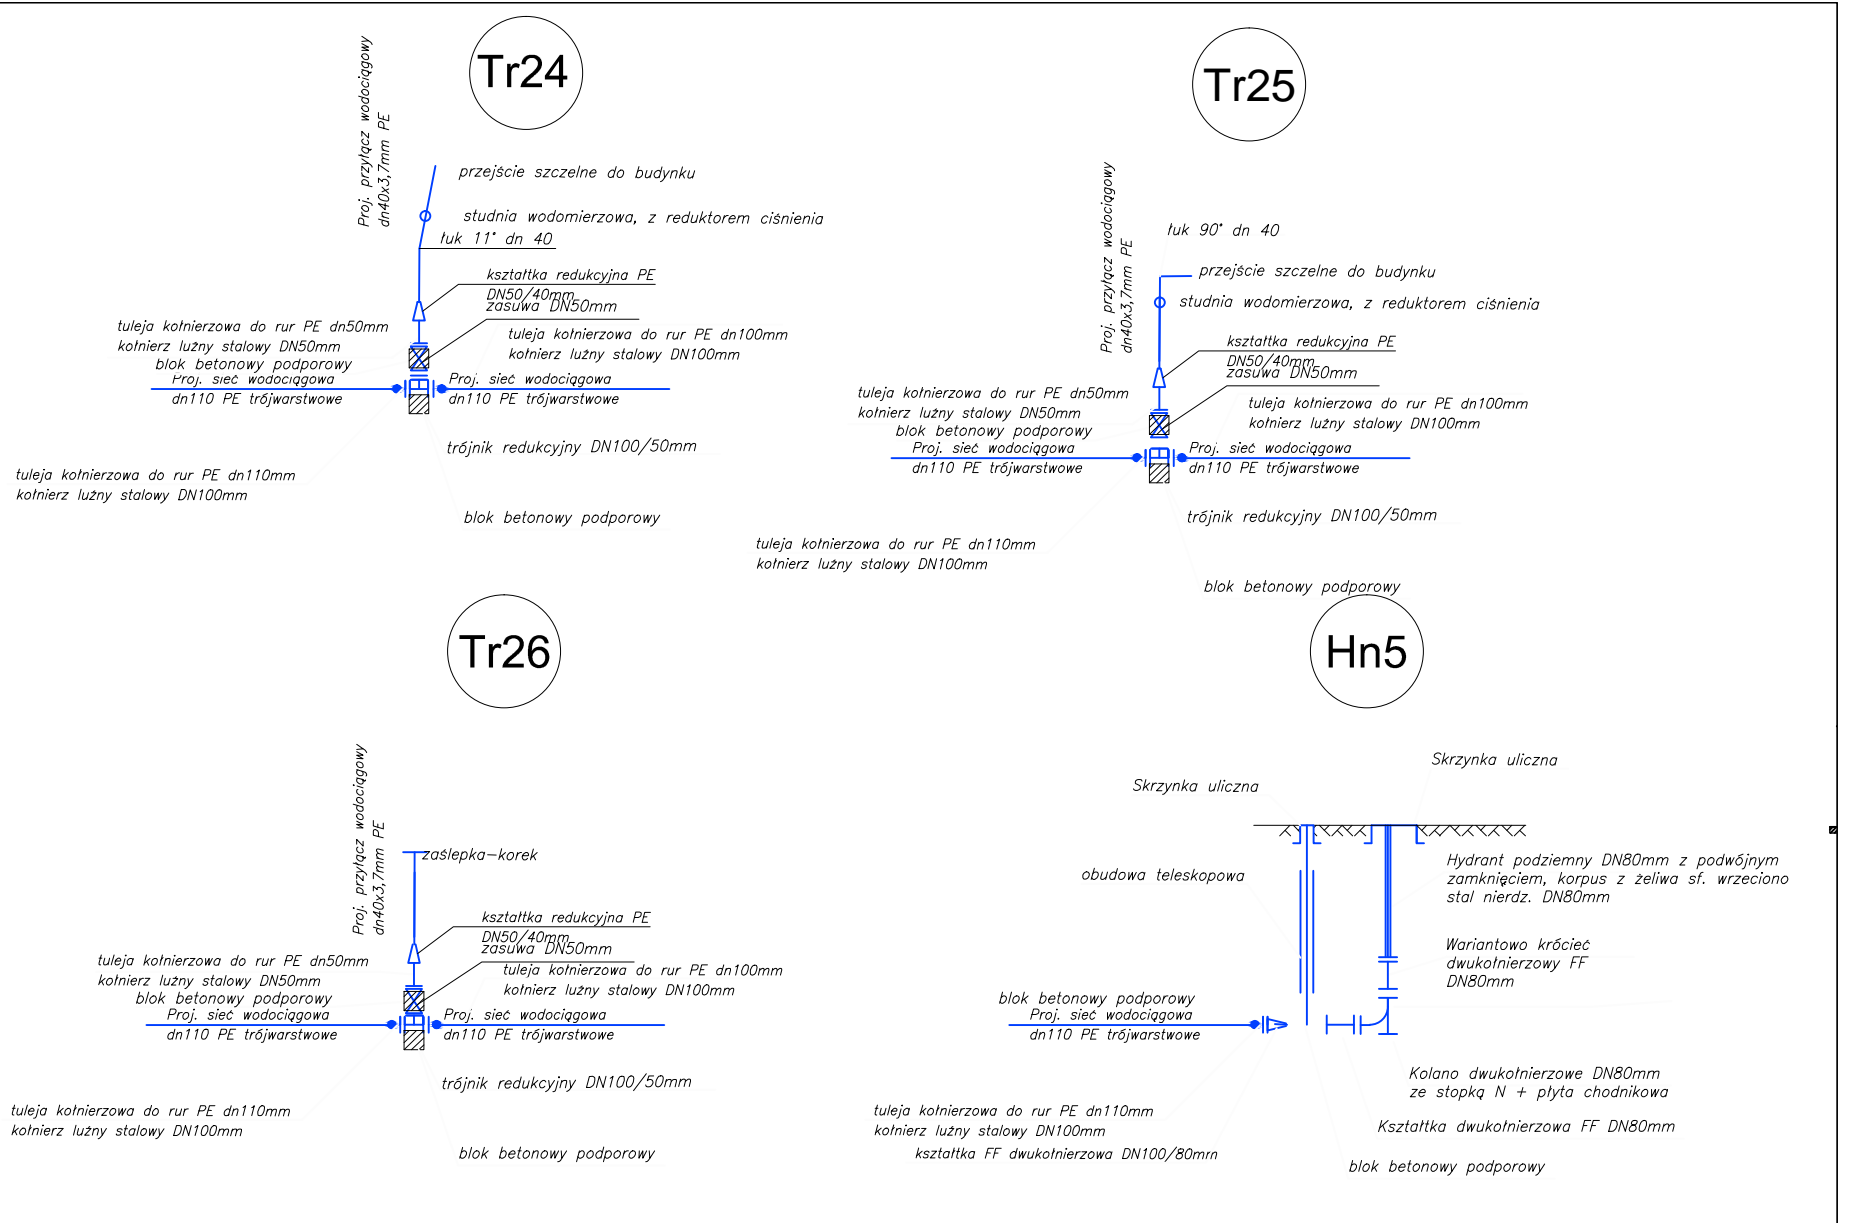 Tr24
Proj. przyłącz wodociągowy
dn40x3,7mm PE
przejście szczelne do budynku
studnia wodomierzowa, z reduktorem ciśnienia
łuk 11° dn 40
kształtka redukcyjna PE
DN50/40mm
zasuwa DN50mm
tuleja kołnierzowa do rur PE dn50mm
kołnierz luźny stalowy DN50mm
blok betonowy podporowy
tuleja kołnierzowa do rur PE dn100mm
kołnierz luźny stalowy DN100mm
Proj. sieć wodociągowa
dn110 PE trójwarstwowe
Proj. sieć wodociągowa
dn110 PE trójwarstwowe
trójnik redukcyjny DN100/50mm
tuleja kołnierzowa do rur PE dn110mm
kołnierz luźny stalowy DN100mm
blok betonowy podporowy
Tr25
Proj. przyłącz wodociągowy
dn40x3,7mm PE
łuk 90° dn 40
przejście szczelne do budynku
studnia wodomierzowa, z reduktorem ciśnienia
kształtka redukcyjna PE
DN50/40mm
zasuwa DN50mm
tuleja kołnierzowa do rur PE dn50mm
kołnierz luźny stalowy DN50mm
blok betonowy podporowy
tuleja kołnierzowa do rur PE dn100mm
kołnierz luźny stalowy DN100mm
Proj. sieć wodociągowa
dn110 PE trójwarstwowe
Proj. sieć wodociągowa
dn110 PE trójwarstwowe
trójnik redukcyjny DN100/50mm
tuleja kołnierzowa do rur PE dn110mm
kołnierz luźny stalowy DN100mm
blok betonowy podporowy
Tr26
Proj. przyłącz wodociągowy
dn40x3,7mm PE
zaślepka-korek
kształtka redukcyjna PE
DN50/40mm
zasuwa DN50mm
tuleja kołnierzowa do rur PE dn50mm
kołnierz luźny stalowy DN50mm
blok betonowy podporowy
tuleja kołnierzowa do rur PE dn100mm
kołnierz luźny stalowy DN100mm
Proj. sieć wodociągowa
dn110 PE trójwarstwowe
Proj. sieć wodociągowa
dn110 PE trójwarstwowe
trójnik redukcyjny DN100/50mm
tuleja kołnierzowa do rur PE dn110mm
kołnierz luźny stalowy DN100mm
blok betonowy podporowy
Hn5
Skrzynka uliczna
Skrzynka uliczna
obudowa teleskopowa
Hydrant podziemny DN80mm z podwójnym
zamknięciem, korpus z żeliwa sf. wrzeciono
stal nierdz. DN80mm
Wariantowo krócieć
dwukołnierzowy FF
DN80mm
blok betonowy podporowy
Proj. sieć wodociągowa
dn110 PE trójwarstwowe
Kolano dwukołnierzowe DN80mm
ze stopką N + płyta chodnikowa
tuleja kołnierzowa do rur PE dn110mm
kołnierz luźny stalowy DN100mm
Kształtka dwukołnierzowa FF DN80mm
kształtka FF dwukołnierzowa DN100/80mm
blok betonowy podporowy